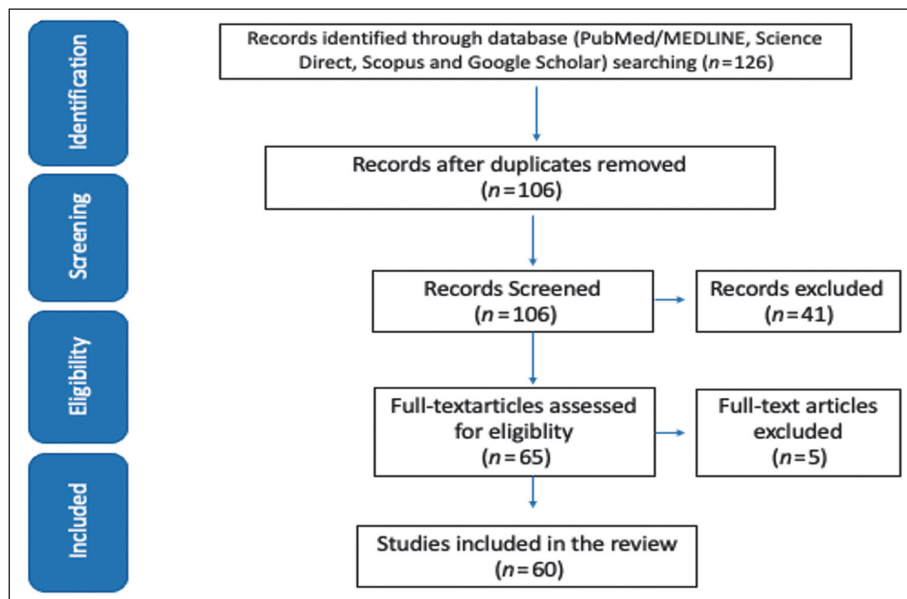 Identification
Records identified through database (PubMed/MEDLINE, Science
Direct, Scopus and Google Scholar) searching (n=126)
Records after duplicates removed
(n=106)
Screening
Records Screened
(n=106)
Records excluded
(n=41)
Eligibility
Full-textarticles assessed
for eligiblity
(n=65)
Full-text articles
excluded
(n=5)
Included
Studies included in the review
(n=60)